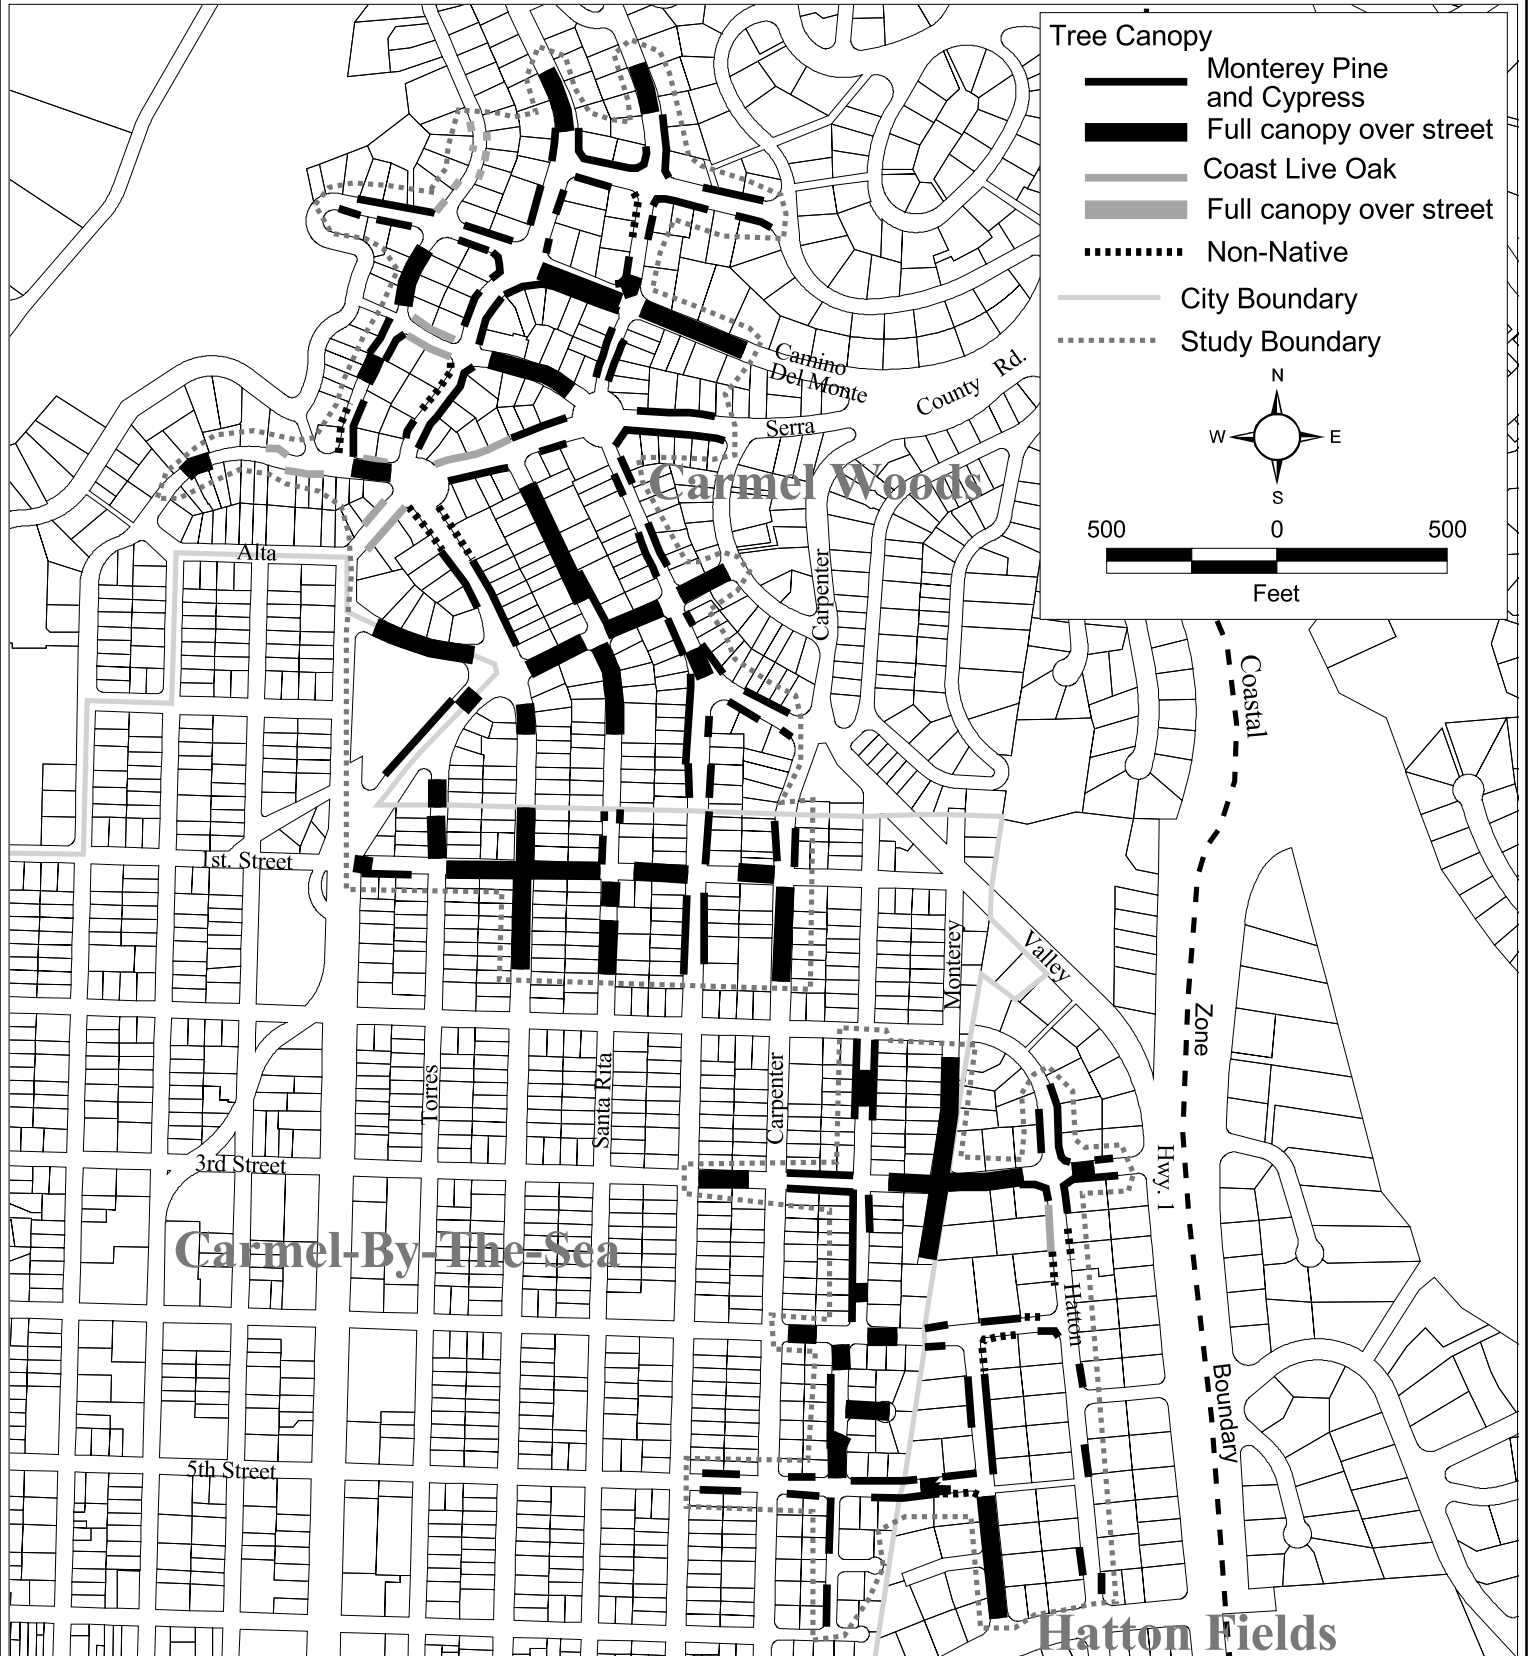 Tree Canopy
Monterey Pine
and Cypress
Full canopy over street
Coast Live Oak
Full canopy over street
Non-Native
City Boundary
Study Boundary
N
W
E
S
500
0
500
Feet
Camino
Del Monte
County Rd.
Serra
Carmel Woods
Alta
Carpenter
Coastal
1st. Street
Monterey
Valley
Zone
Torres
Santa Rita
Carpenter
3rd Street
Hwy. 1
Carmel-By-The-Sea
Hatton
Boundary
5th Street
Hatton Fields